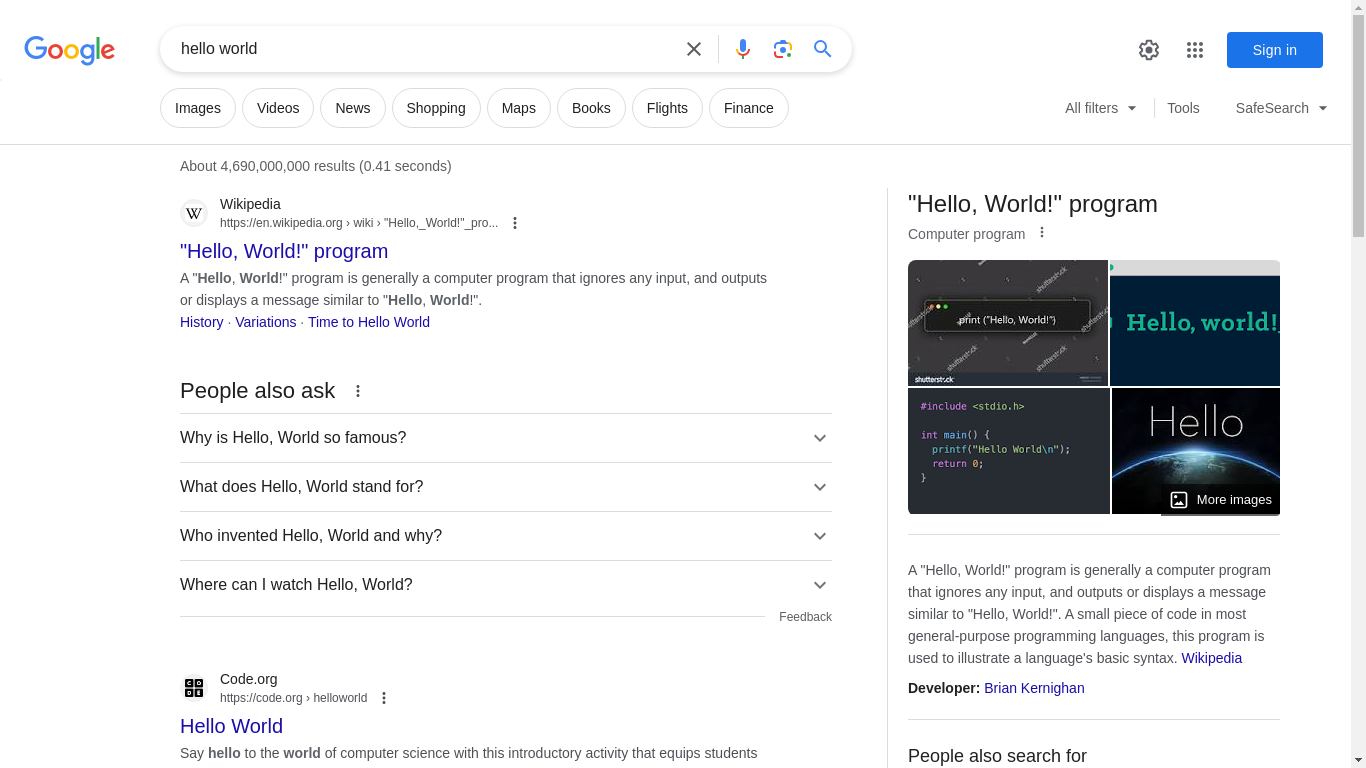 Google
hello world
Sign in
Images
Videos
News
Shopping
Maps
Books
Flights
Finance
All filters
Tools
SafeSearch
About 4,690,000,000 results (0.41 seconds)
W
Wikipedia
https://en.wikipedia.org › wiki › "Hello,_World!"_pro...
"Hello, World!" program
A "Hello, World!" program is generally a computer program that ignores any input, and outputs
or displays a message similar to "Hello, World!".
History · Variations · Time to Hello World
People also ask
Why is Hello, World so famous?
What does Hello, World stand for?
Who invented Hello, World and why?
Where can I watch Hello, World?
Feedback
CODE
Code.org
https://code.org › helloworld
Hello World
Say hello to the world of computer science with this introductory activity that equips students
"Hello, World!" program
Computer program
print ("Hello, World!")
shutterstock
Hello, world!
#include <stdio.h>
int main() {
printf("Hello World\n");
return 0;
}
Hello
More images
A "Hello, World!" program is generally a computer program
that ignores any input, and outputs or displays a message
similar to "Hello, World!". A small piece of code in most
general-purpose programming languages, this program is
used to illustrate a language's basic syntax. Wikipedia
Developer: Brian Kernighan
People also search for